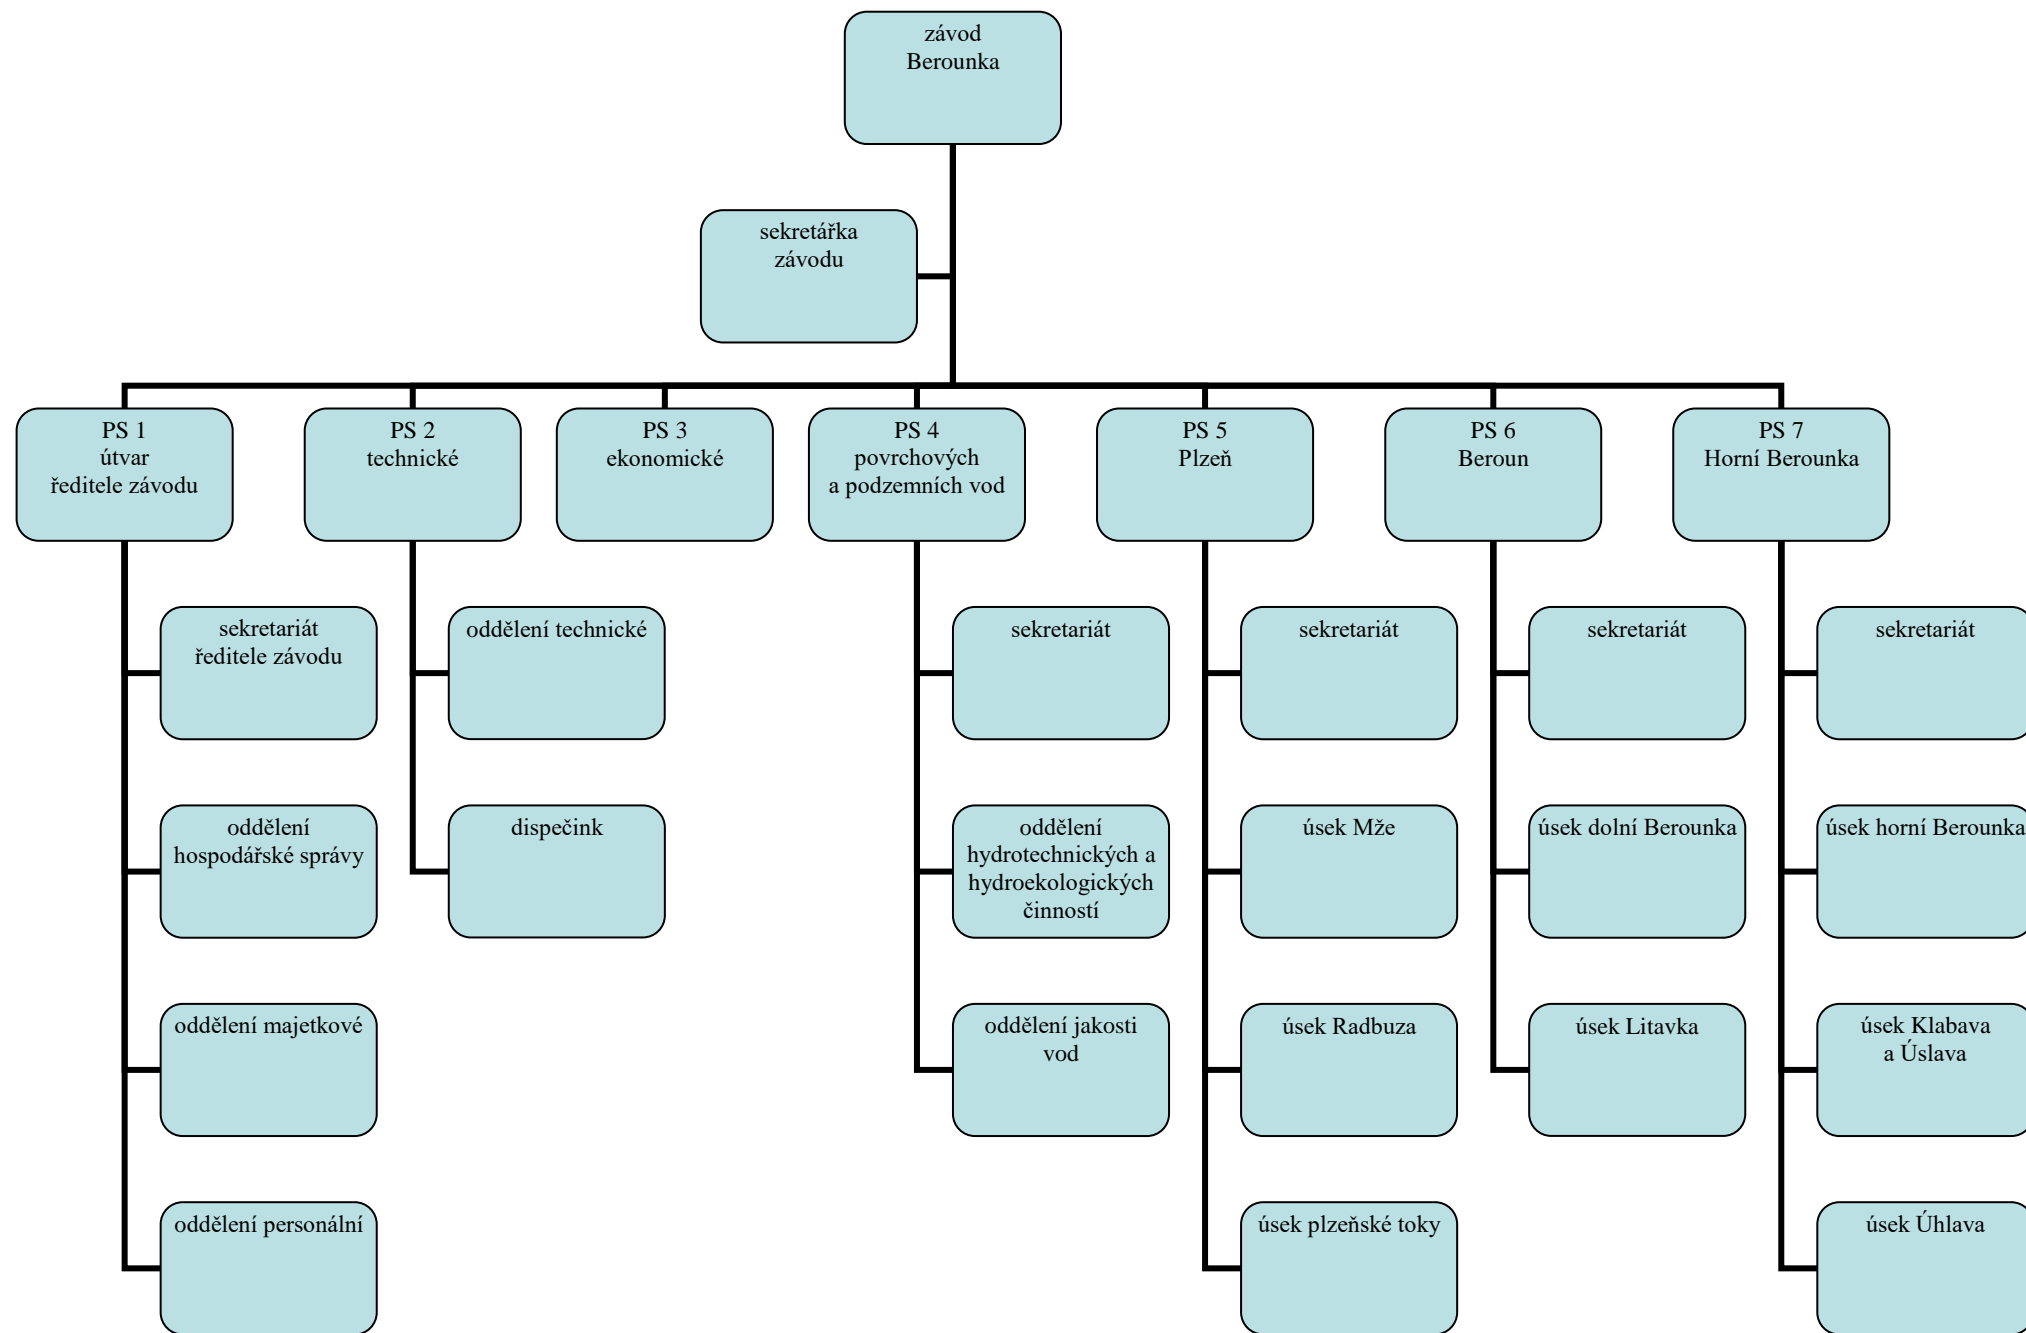 závod
Berounka
sekretářka
závodu
PS 1
útvar
ředitele závodu
PS 2
technické
PS 3
ekonomické
PS 4
povrchových
a podzemních vod
PS 5
Plzeň
PS 6
Beroun
PS 7
Horní Berounka
sekretariát
ředitele závodu
oddělení technické
sekretariát
sekretariát
sekretariát
sekretariát
oddělení
hospodářské správy
dispečink
oddělení
hydrotechnických a
hydroekologických
činností
úsek Mže
úsek dolní Berounka
úsek horní Berounka
oddělení majetkové
oddělení jakosti
vod
úsek Radbuza
úsek Litavka
úsek Klabava
a Úslava
oddělení personální
úsek plzeňské toky
úsek Úhlava